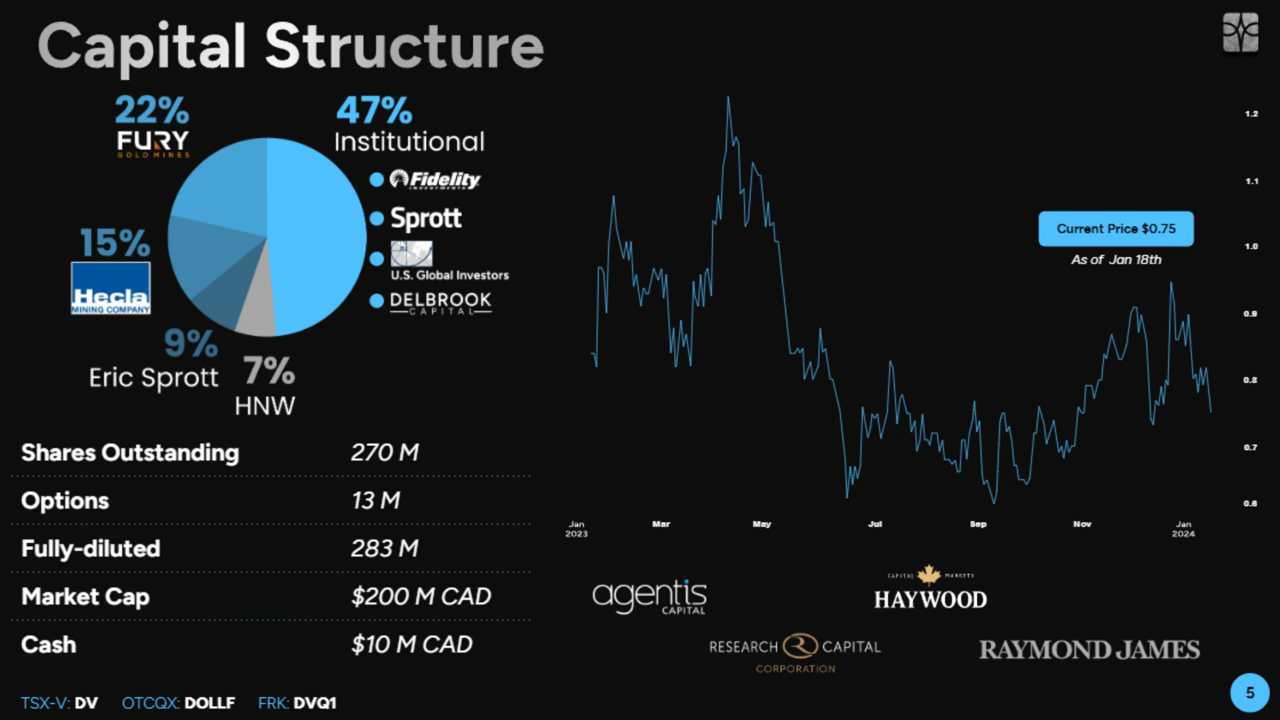 Capital Structure
22%
FURY
GOLD MINES
47%
Institutional
Fidelity
INVESTMENTS
Sprott
U.S. Global Investors
DELBROOK
CAPITAL
15%
Hecla
MINING COMPANY
9%
Eric Sprott
7%
HNW
Shares Outstanding 270 M
Options 13 M
Fully-diluted 283 M
Market Cap $200 M CAD
Cash $10 M CAD
1.2
1.1
1.0
0.9
0.8
0.7
0.6
Current Price $0.75
As of Jan 18th
Jan 2023 Mar May Jul Sep Nov Jan 2024
agentis
CAPITAL
CAPITAL MARKETS
HAYWOOD
RESEARCH R CAPITAL
CORPORATION
RAYMOND JAMES
TSX-V: DV OTCQX: DOLLF FRK: DVQ1
5